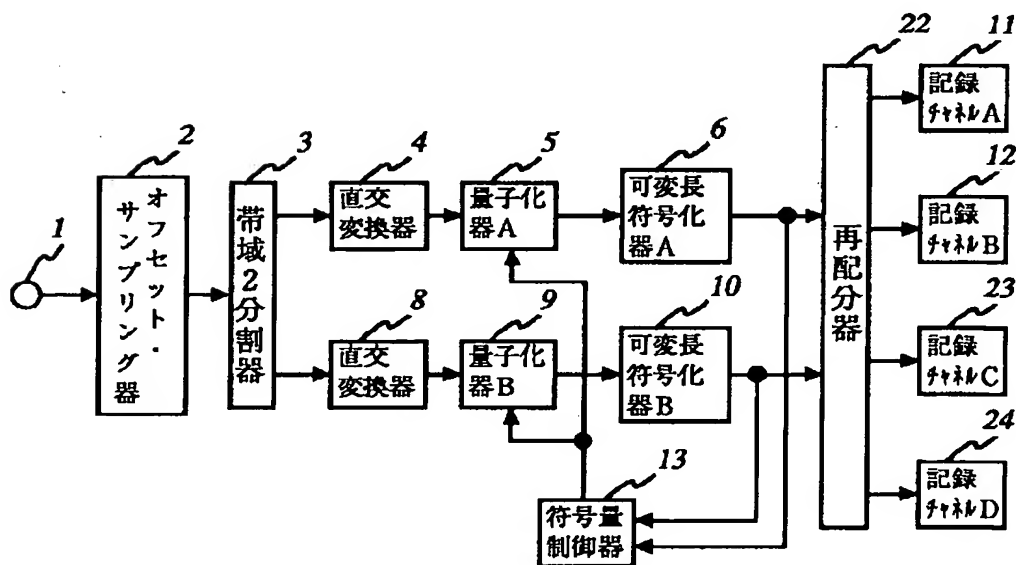 1
2
オフセット・
サンプリング器
3
帯域2分割器
4
直交
変換器
5
量子化
器A
6
可変長
符号化
器A
8
直交
変換器
9
量子化
器B
10
可変長
符号化
器B
13
符号量
制御器
22
再配分器
11
記録
チャネルA
12
記録
チャネルB
23
記録
チャネルC
24
記録
チャネルD